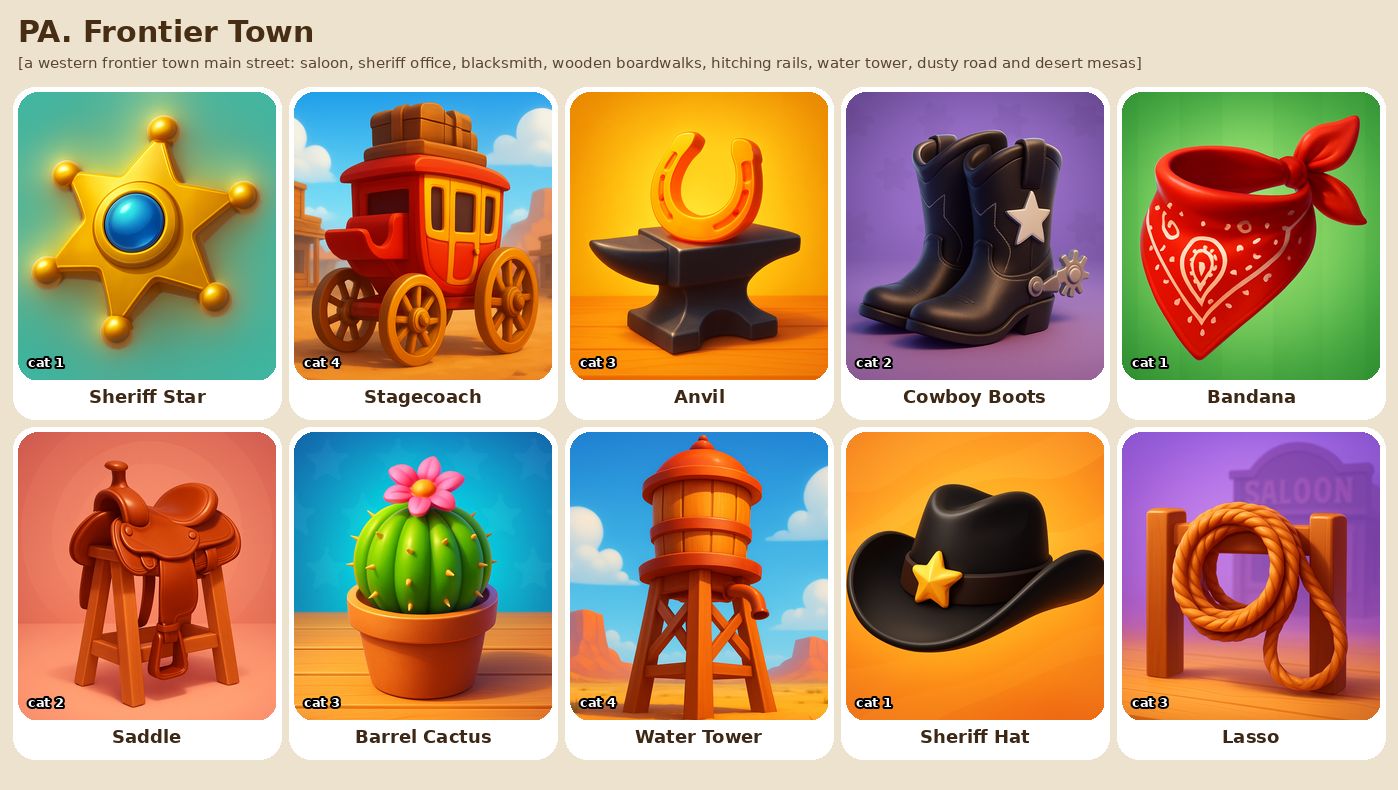 PA. Frontier Town
[a western frontier town main street: saloon, sheriff office, blacksmith, wooden boardwalks, hitching rails, water tower, dusty road and desert mesas]
cat 1
cat 4
cat 3
cat 2
cat 1
Sheriff Star
Stagecoach
Anvil
Cowboy Boots
Bandana
SALOON
cat 2
cat 3
cat 4
cat 1
cat 3
Saddle
Barrel Cactus
Water Tower
Sheriff Hat
Lasso